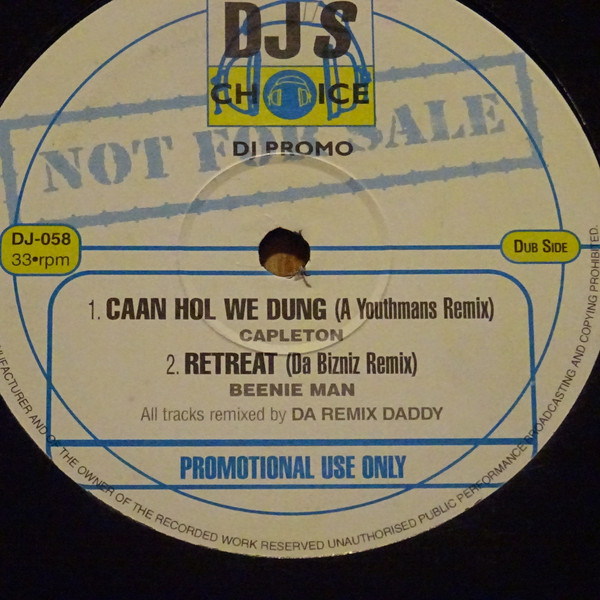 DJ'S
CHOICE
NOT FOR SALE
DJ PROMO
DJ-058
33•rpm
DUB SIDE
1. CAAN HOL WE DUNG (A Youthmans Remix)
CAPLETON
2. RETREAT (Da Bizniz Remix)
BEENIE MAN
All tracks remixed by DA REMIX DADDY
PROMOTIONAL USE ONLY
AND OF THE OWNER OF THE RECORDED WORK RESERVED UNAUTHORISED PUBLIC PERFORMANCE BROADCASTING AND COPYING PROHIBITED.